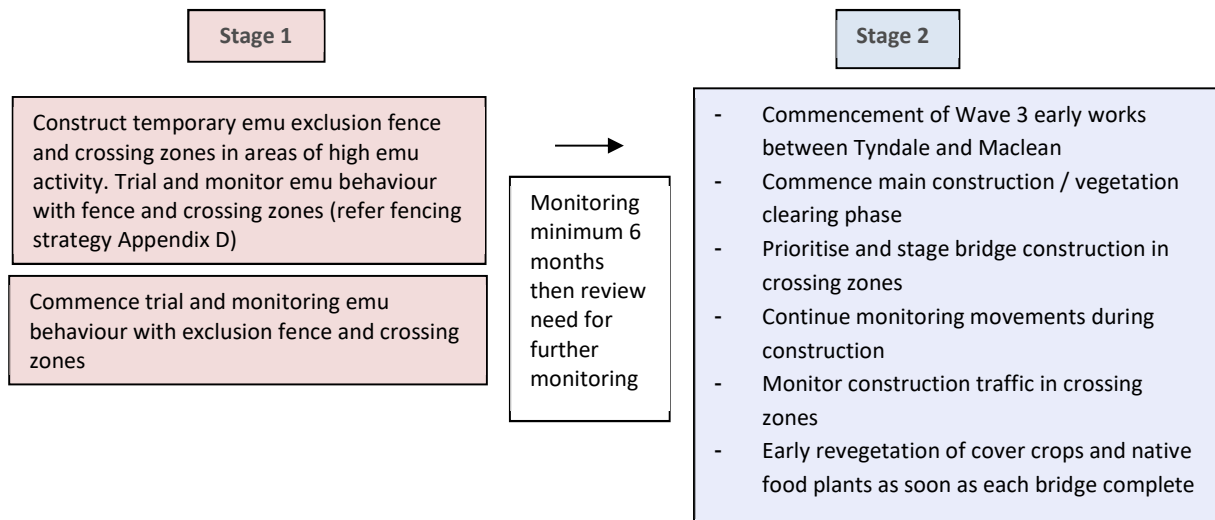 Stage 1
Stage 2
Construct temporary emu exclusion fence
and crossing zones in areas of high emu
activity. Trial and monitor emu behaviour
with fence and crossing zones (refer fencing
strategy Appendix D)
Commence trial and monitoring emu
behaviour with exclusion fence and crossing
zones
Monitoring
minimum 6
months
then review
need for
further
monitoring
- Commencement of Wave 3 early works
between Tyndale and Maclean
- Commence main construction / vegetation
clearing phase
- Prioritise and stage bridge construction in
crossing zones
- Continue monitoring movements during
construction
- Monitor construction traffic in crossing
zones
- Early revegetation of cover crops and native
food plants as soon as each bridge complete